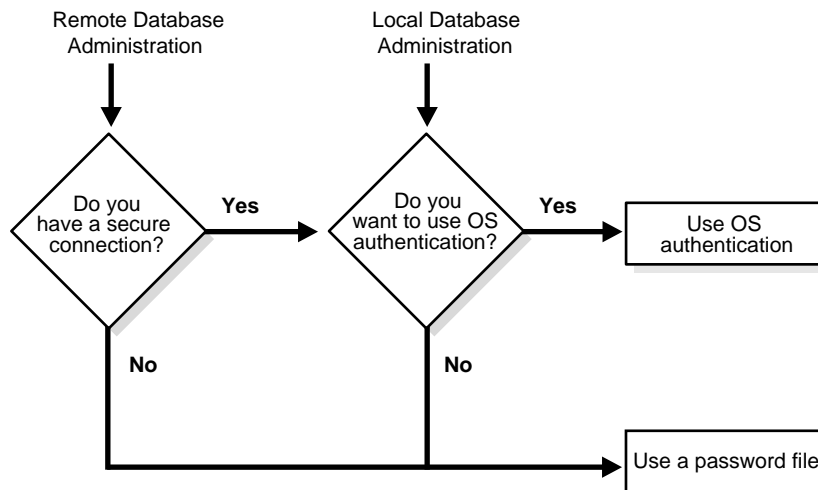 Remote Database
Administration
Local Database
Administration
Do you
have a secure
connection?
Yes
Do you
want to use OS
authentication?
Yes
Use OS
authentication
No
No
Use a password file